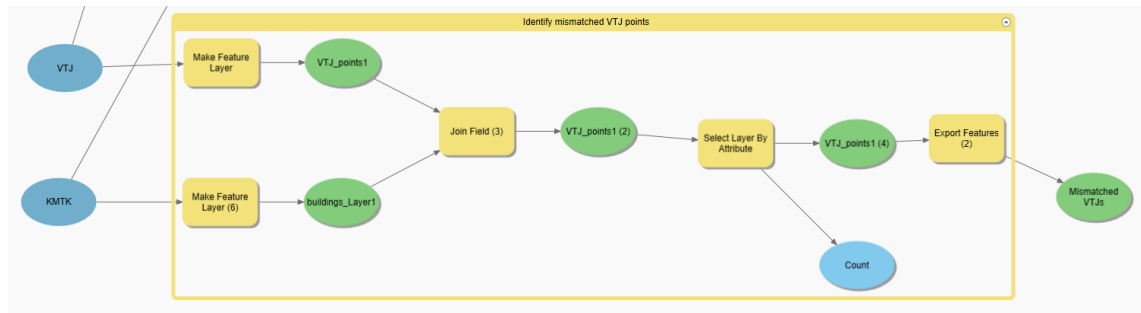 Identify mismatched VTJ points
VTJ
Make Feature
Layer
VTJ_points1
Join Field (3)
VTJ_points1 (2)
Select Layer By
Attribute
VTJ_points1 (4)
Export Features
(2)
KMTK
Make Feature
Layer (6)
buildings_Layer1
Mismatched
VTJs
Count